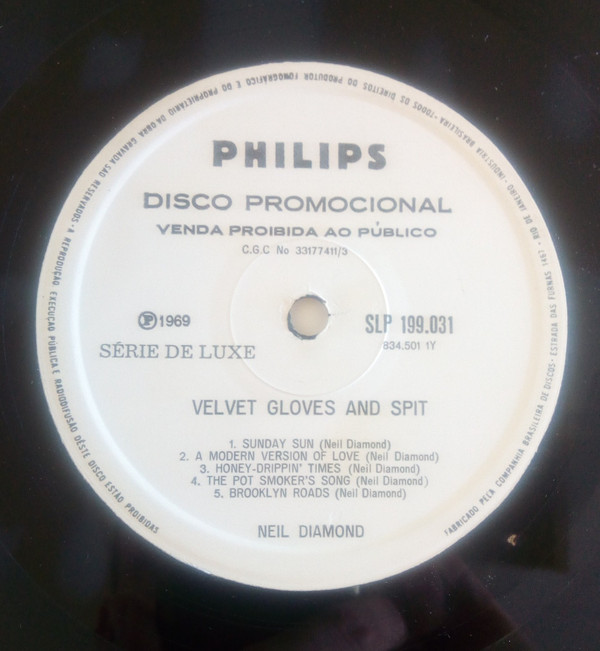 PHILIPS
DISCO PROMOCIONAL
VENDA PROIBIDA AO PÚBLICO
C.G.C No 33177411/3
Ⓟ 1969
SÉRIE DE LUXE
SLP 199.031
834.501 1Y
VELVET GLOVES AND SPIT
1. SUNDAY SUN (Neil Diamond)
2. A MODERN VERSION OF LOVE (Neil Diamond)
3. HONEY-DRIPPIN' TIMES (Neil Diamond)
4. THE POT SMOKER'S SONG (Neil Diamond)
5. BROOKLYN ROADS (Neil Diamond)
NEIL DIAMOND
FABRICADO PELA COMPANHIA BRASILEIRA DE DISCOS - ESTRADA DAS FURNAS 1497 - RIO DE JANEIRO - INDÚSTRIA BRASILEIRA - TODOS OS DIREITOS DO PRODUTOR FONOGRÁFICO E DO PROPRIETÁRIO DA OBRA GRAVADA SÃO RESERVADOS - A REPRODUÇÃO EXECUÇÃO PÚBLICA E RADIODIFUSÃO DÊSTE DISCO ESTÃO PROIBIDAS